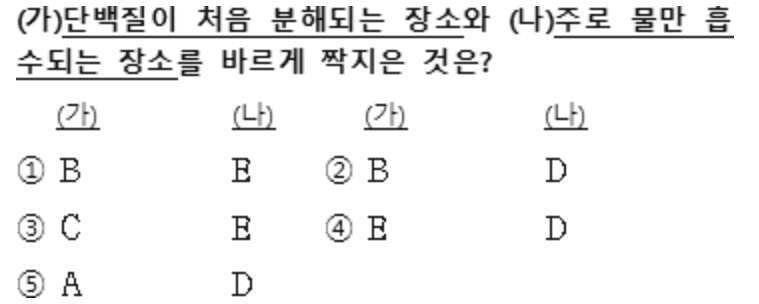 (가)단백질이 처음 분해되는 장소와 (나)주로 물만 흡
수되는 장소를 바르게 짝지은 것은?
(가) (나) (가) (나)
① B E ② B D
③ C E ④ E D
⑤ A D